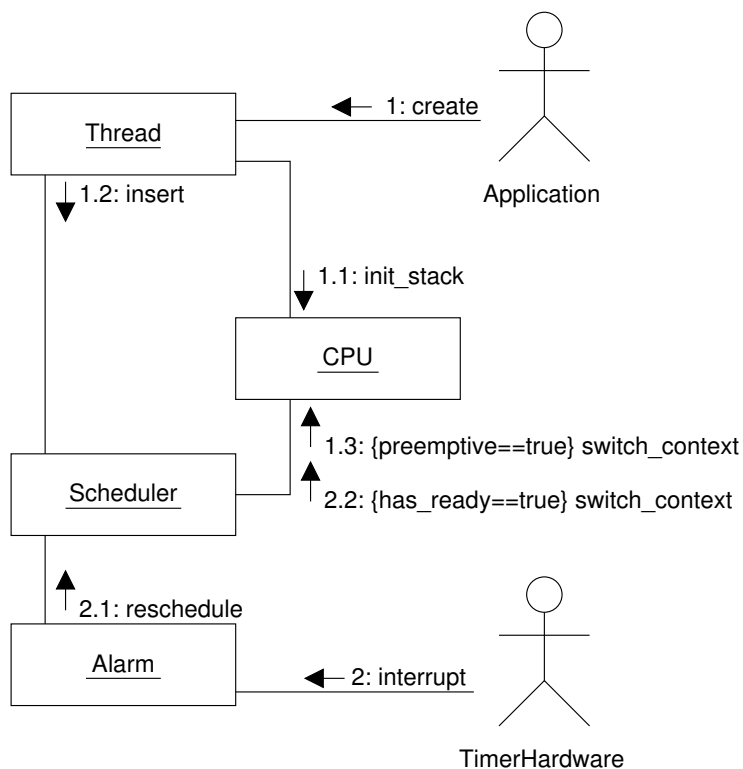 1: create
Thread
1.2: insert
Application
1.1: init_stack
CPU
1.3: {preemptive==true} switch_context
Scheduler
2.2: {has_ready==true} switch_context
2.1: reschedule
Alarm
2: interrupt
TimerHardware